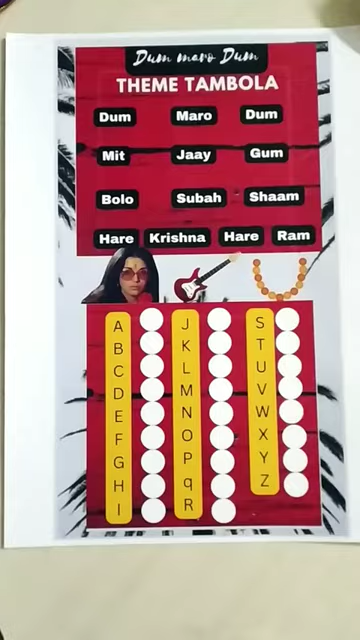 Dum maro Dum
THEME TAMBOLA
Dum Maro Dum
Mit Jaay Gum
Bolo Subah Shaam
Hare Krishna Hare Ram
A J S
B K T
C L U
D M V
E N W
F O X
G P Y
H q Z
I R